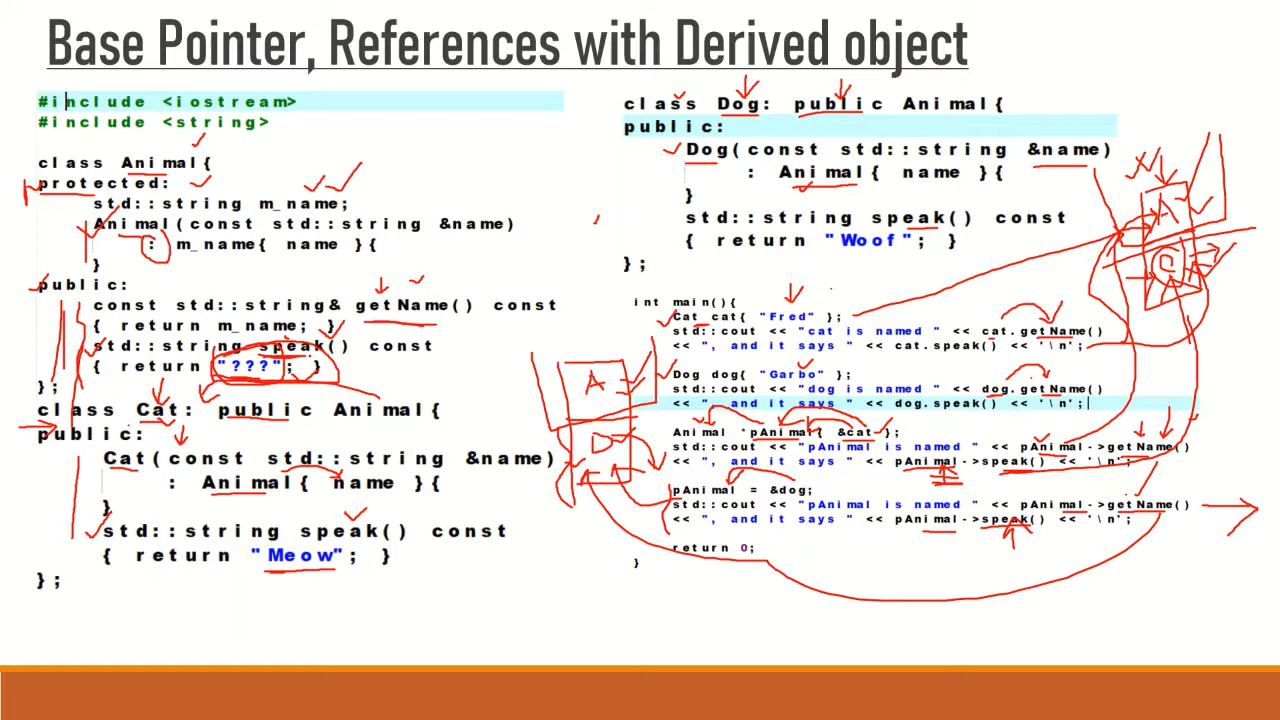 Base Pointer, References with Derived object
#include <iostream>
#include <string>
class Animal{
protected:
std::string m_name;
Animal(const std::string &name)
: m_name{ name }{
}
public:
const std::string& getName() const
{ return m_name; }
std::string speak() const
{ return "???"; }
};
class Cat: public Animal{
public:
Cat(const std::string &name)
: Animal{ name }{
}
std::string speak() const
{ return "Meow"; }
};
class Dog: public Animal{
public:
Dog(const std::string &name)
: Animal{ name }{
}
std::string speak() const
{ return "Woof"; }
};
int main(){
Cat cat{ "Fred" };
std::cout << "cat is named " << cat.getName()
<< ", and it says " << cat.speak() << '\n';
Dog dog{ "Garbo" };
std::cout << "dog is named " << dog.getName()
<< ", and it says " << dog.speak() << '\n';
Animal *pAnimal{ &cat };
std::cout << "pAnimal is named " << pAnimal->getName()
<< ", and it says " << pAnimal->speak() << '\n';
pAnimal = &dog;
std::cout << "pAnimal is named " << pAnimal->getName()
<< ", and it says " << pAnimal->speak() << '\n';
return 0;
}
A
C
A
D